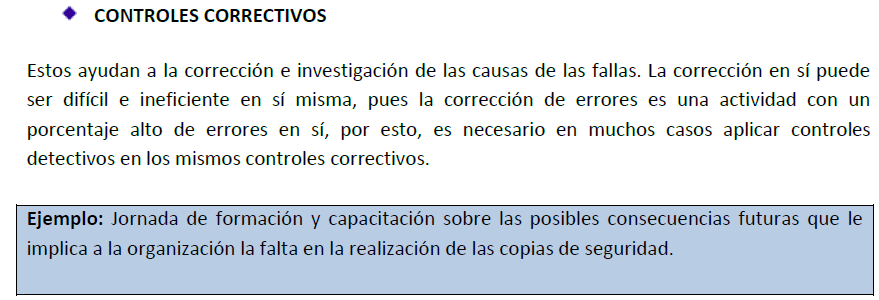 CONTROLES CORRECTIVOS
Estos ayudan a la corrección e investigación de las causas de las fallas. La corrección en sí puede
ser difícil e ineficiente en sí misma, pues la corrección de errores es una actividad con un
porcentaje alto de errores en sí, por esto, es necesario en muchos casos aplicar controles
detectivos en los mismos controles correctivos.
Ejemplo: Jornada de formación y capacitación sobre las posibles consecuencias futuras que le
implica a la organización la falta en la realización de las copias de seguridad.